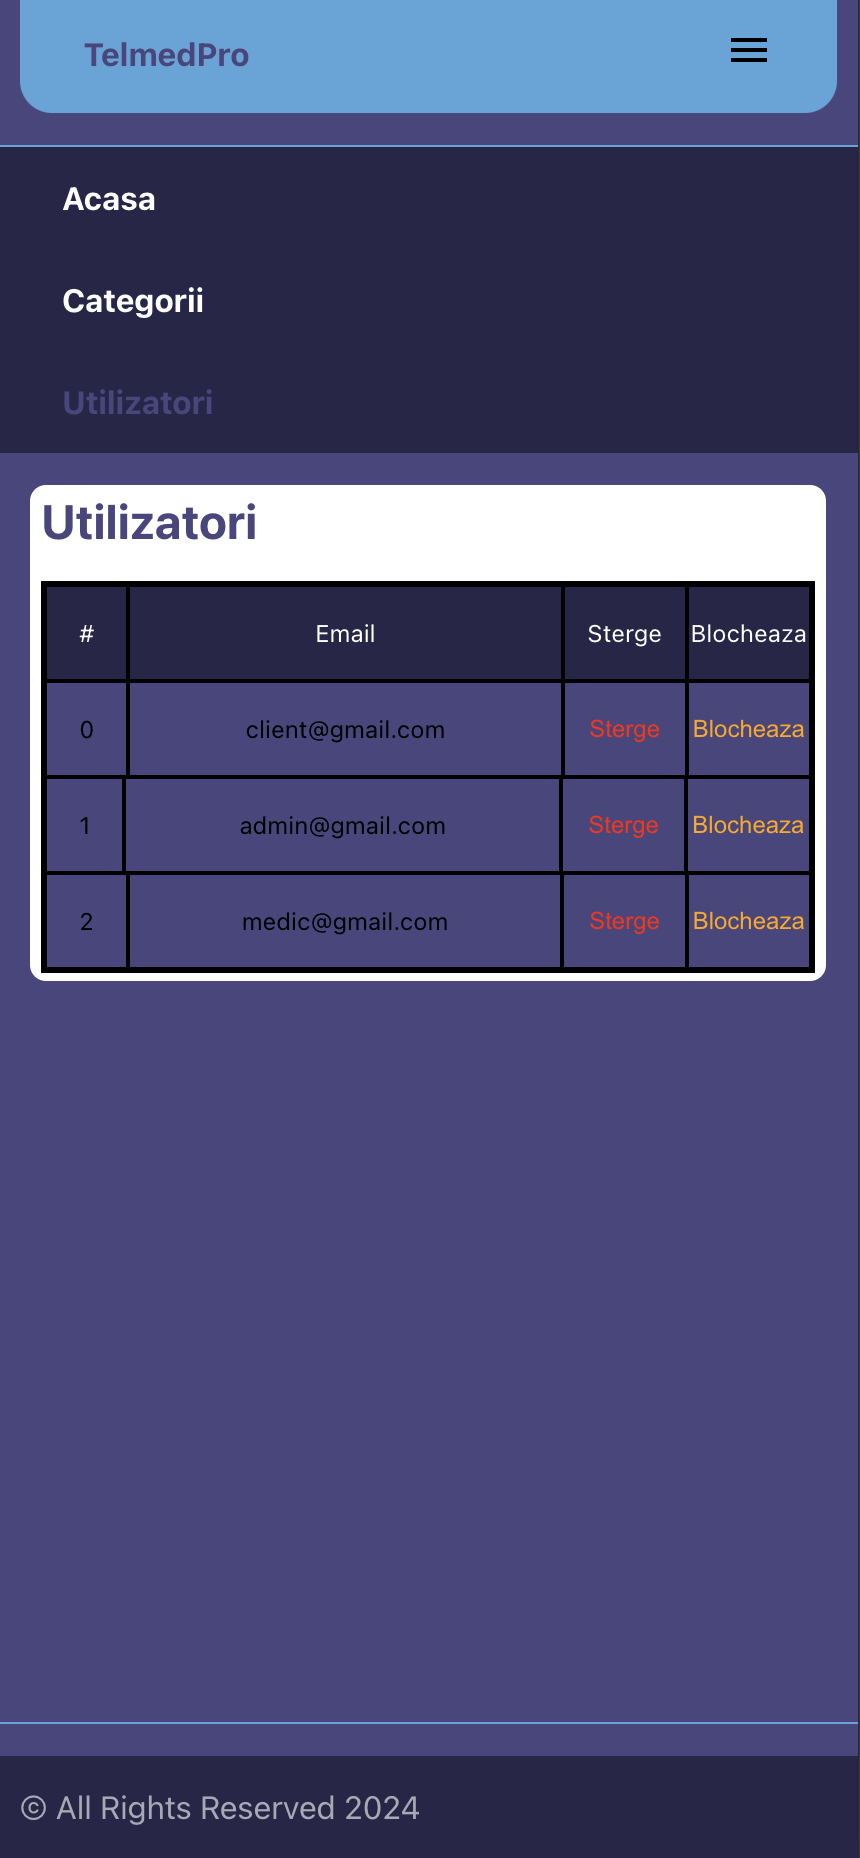 TelmedPro
Acasa
Categorii
Utilizatori
Utilizatori
# Email Sterge Blocheaza
0 client@gmail.com Sterge Blocheaza
1 admin@gmail.com Sterge Blocheaza
2 medic@gmail.com Sterge Blocheaza
© All Rights Reserved 2024